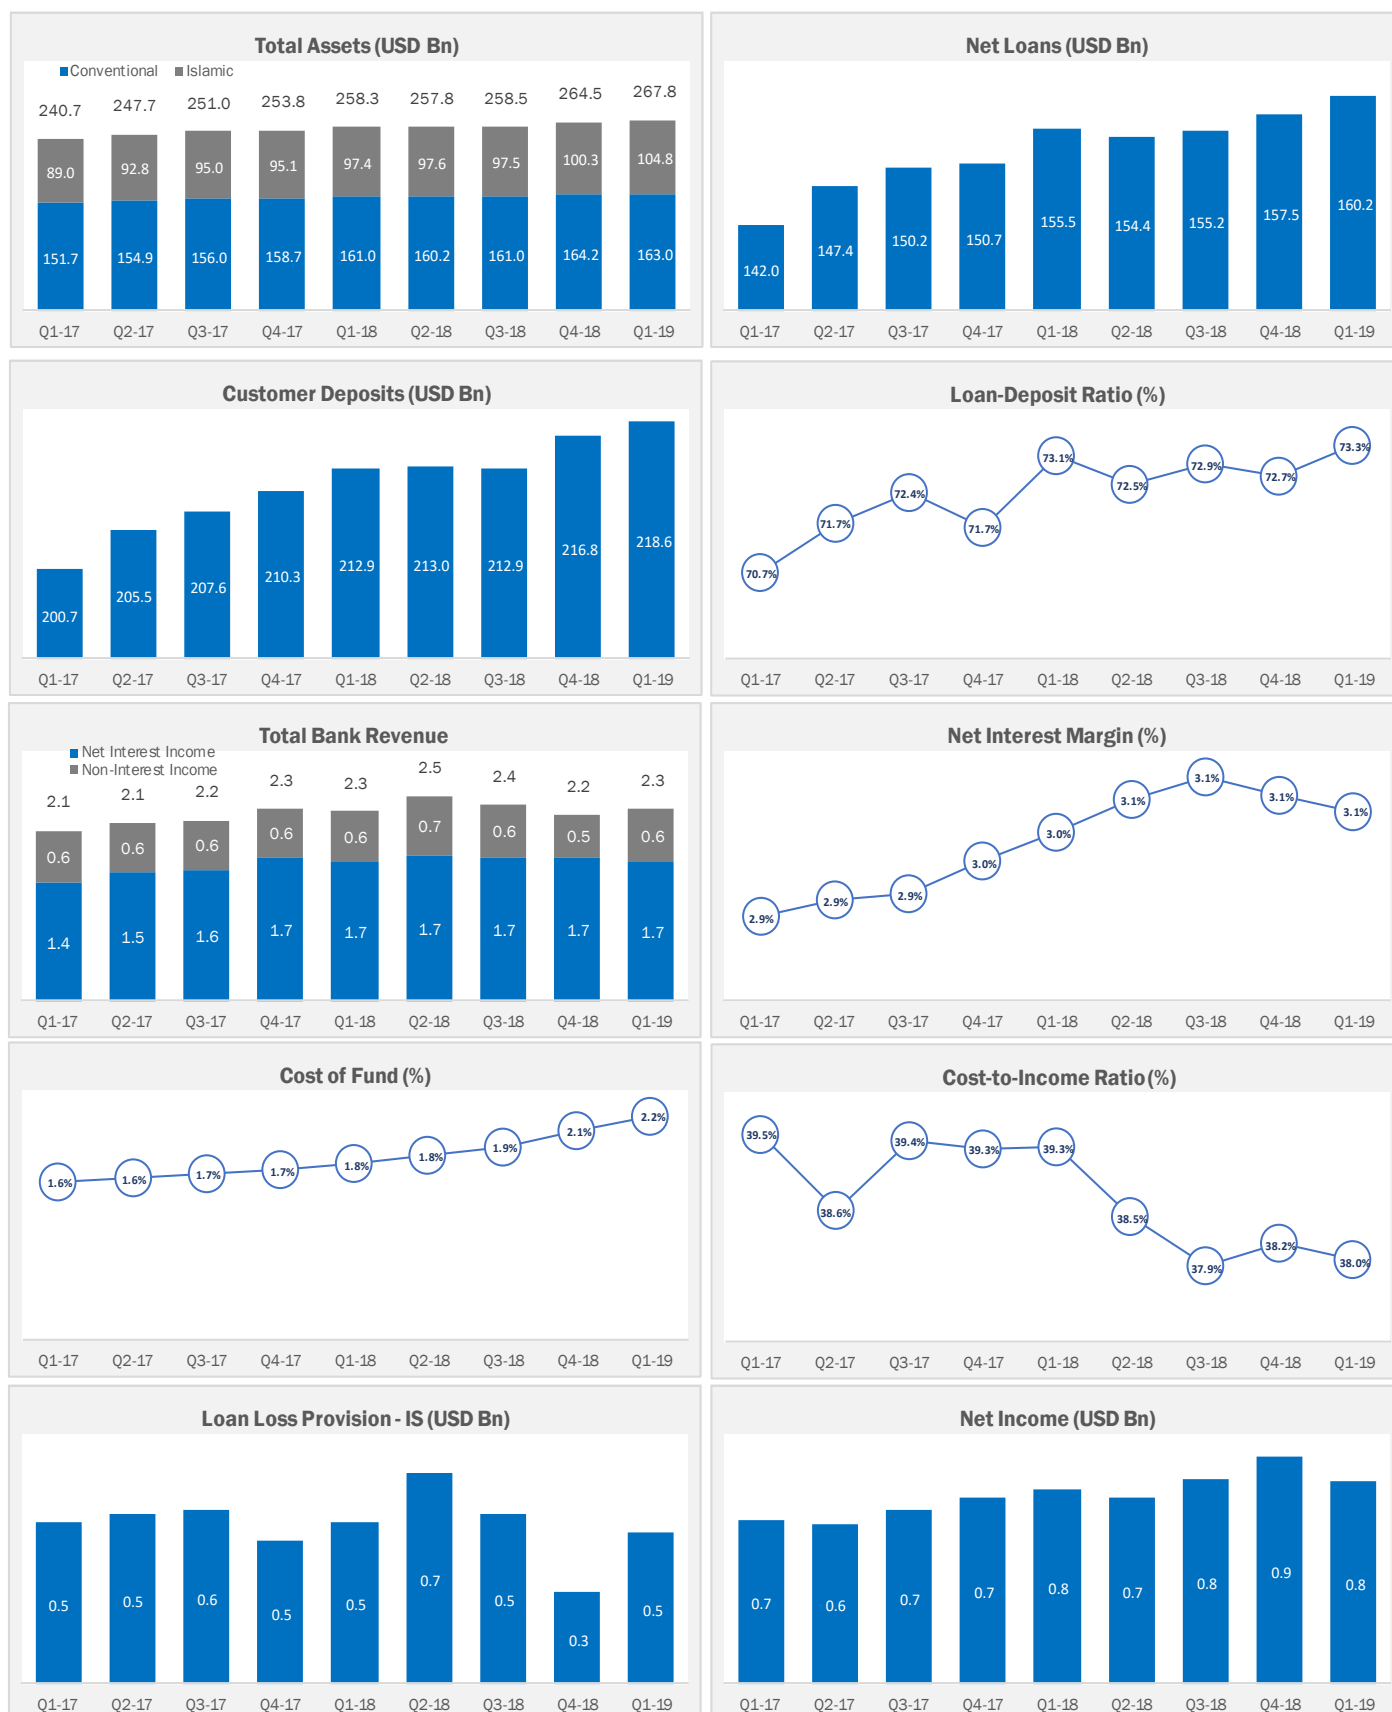 Total Assets (USD Bn)
Conventional Islamic
240.7 247.7 251.0 253.8 258.3 257.8 258.5 264.5 267.8
89.0 92.8 95.0 95.1 97.4 97.6 97.5 100.3 104.8
151.7 154.9 156.0 158.7 161.0 160.2 161.0 164.2 163.0
Q1-17 Q2-17 Q3-17 Q4-17 Q1-18 Q2-18 Q3-18 Q4-18 Q1-19
Net Loans (USD Bn)
142.0 147.4 150.2 150.7 155.5 154.4 155.2 157.5 160.2
Q1-17 Q2-17 Q3-17 Q4-17 Q1-18 Q2-18 Q3-18 Q4-18 Q1-19
Customer Deposits (USD Bn)
200.7 205.5 207.6 210.3 212.9 213.0 212.9 216.8 218.6
Q1-17 Q2-17 Q3-17 Q4-17 Q1-18 Q2-18 Q3-18 Q4-18 Q1-19
Loan-Deposit Ratio (%)
70.7% 71.7% 72.4% 71.7% 73.1% 72.5% 72.9% 72.7% 73.3%
Q1-17 Q2-17 Q3-17 Q4-17 Q1-18 Q2-18 Q3-18 Q4-18 Q1-19
Total Bank Revenue
Net Interest Income
Non-Interest Income
2.1 2.1 2.2 2.3 2.3 2.5 2.4 2.2 2.3
0.6 0.6 0.6 0.6 0.6 0.7 0.6 0.5 0.6
1.4 1.5 1.6 1.7 1.7 1.7 1.7 1.7 1.7
Q1-17 Q2-17 Q3-17 Q4-17 Q1-18 Q2-18 Q3-18 Q4-18 Q1-19
Net Interest Margin (%)
2.9% 2.9% 2.9% 3.0% 3.0% 3.1% 3.1% 3.1% 3.1%
Q1-17 Q2-17 Q3-17 Q4-17 Q1-18 Q2-18 Q3-18 Q4-18 Q1-19
Cost of Fund (%)
1.6% 1.6% 1.7% 1.7% 1.8% 1.8% 1.9% 2.1% 2.2%
Q1-17 Q2-17 Q3-17 Q4-17 Q1-18 Q2-18 Q3-18 Q4-18 Q1-19
Cost-to-Income Ratio (%)
39.5% 38.6% 39.4% 39.3% 39.3% 38.5% 37.9% 38.2% 38.0%
Q1-17 Q2-17 Q3-17 Q4-17 Q1-18 Q2-18 Q3-18 Q4-18 Q1-19
Loan Loss Provision - IS (USD Bn)
0.5 0.5 0.6 0.5 0.5 0.7 0.5 0.3 0.5
Q1-17 Q2-17 Q3-17 Q4-17 Q1-18 Q2-18 Q3-18 Q4-18 Q1-19
Net Income (USD Bn)
0.7 0.6 0.7 0.7 0.8 0.7 0.8 0.9 0.8
Q1-17 Q2-17 Q3-17 Q4-17 Q1-18 Q2-18 Q3-18 Q4-18 Q1-19